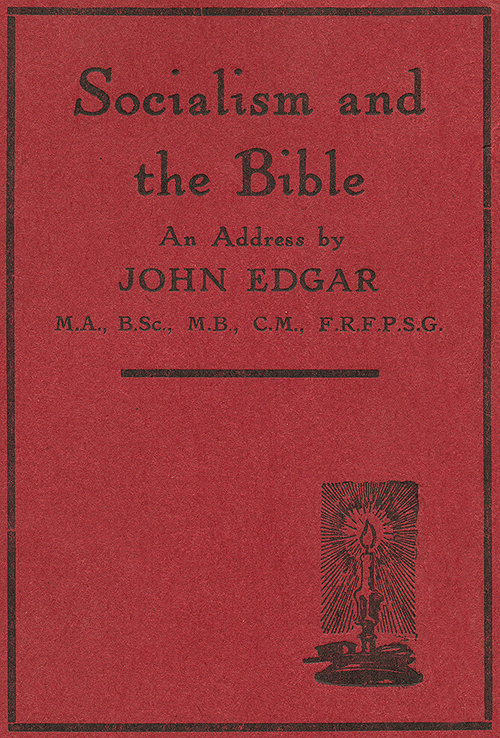 Socialism and
the Bible
An Address by
JOHN EDGAR
M.A., B.Sc., M.B., C.M., F.R.F.P.S.G.